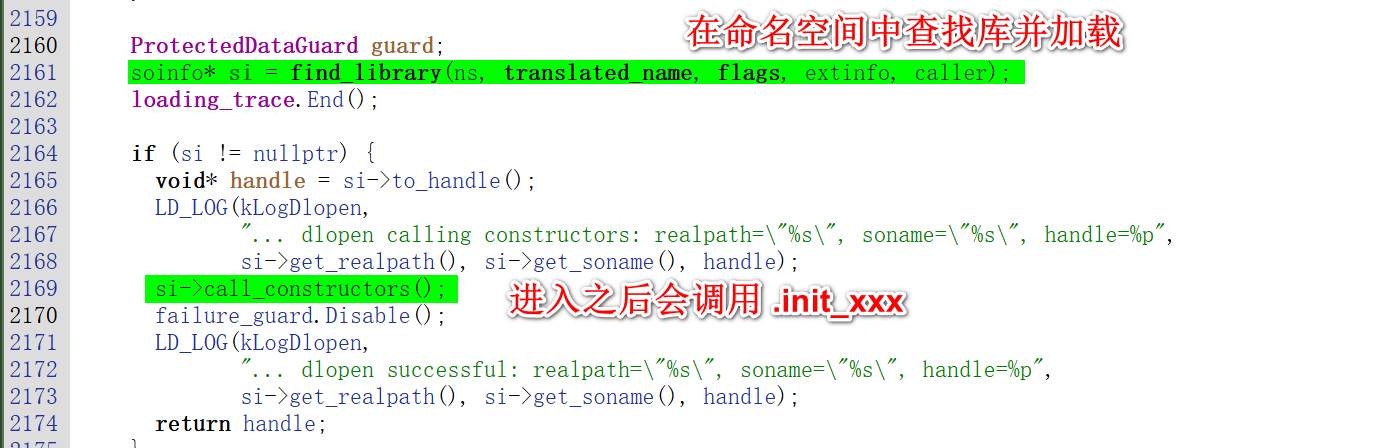 2159
在命名空间中查找库并加载
2160 ProtectedDataGuard guard;
2161 soinfo* si = find_library(ns, translated_name, flags, extinfo, caller);
2162 loading_trace.End();
2163
2164 if (si != nullptr) {
2165 void* handle = si->to_handle();
2166 LD_LOG(kLogDlopen,
2167 "... dlopen calling constructors: realpath=\"%s\", soname=\"%s\", handle=%p",
2168 si->get_realpath(), si->get_soname(), handle);
2169 si->call_constructors();
进入之后会调用 .init_xxx
2170 failure_guard.Disable();
2171 LD_LOG(kLogDlopen,
2172 "... dlopen successful: realpath=\"%s\", soname=\"%s\", handle=%p",
2173 si->get_realpath(), si->get_soname(), handle);
2174 return handle;